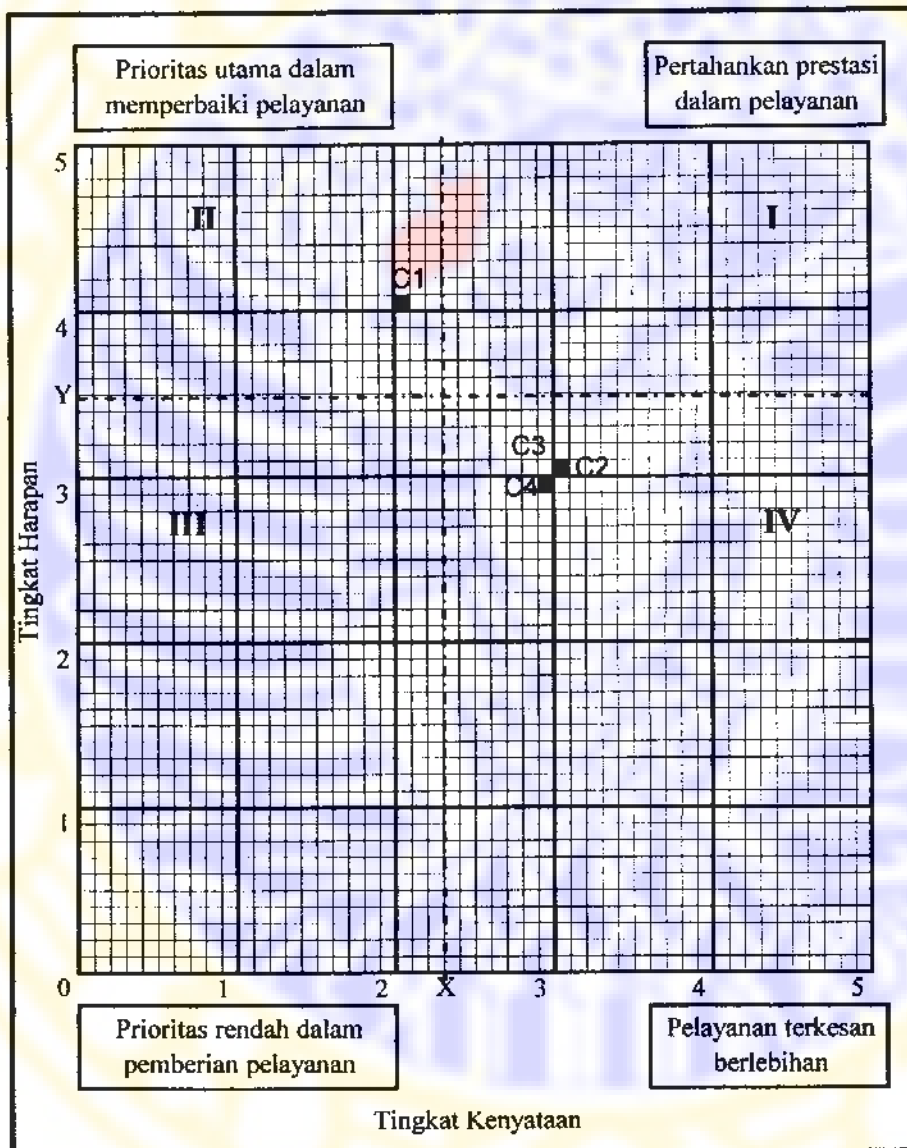 Prioritas utama dalam
memperbaiki pelayanan
Pertahankan prestasi
dalam pelayanan
5
II
I
C1
4
Y
C3
C2
3
C4
III
IV
Tingkat Harapan
2
1
0
0
1
2
X
3
4
5
Prioritas rendah dalam
pemberian pelayanan
Pelayanan terkesan
berlebihan
Tingkat Kenyataan